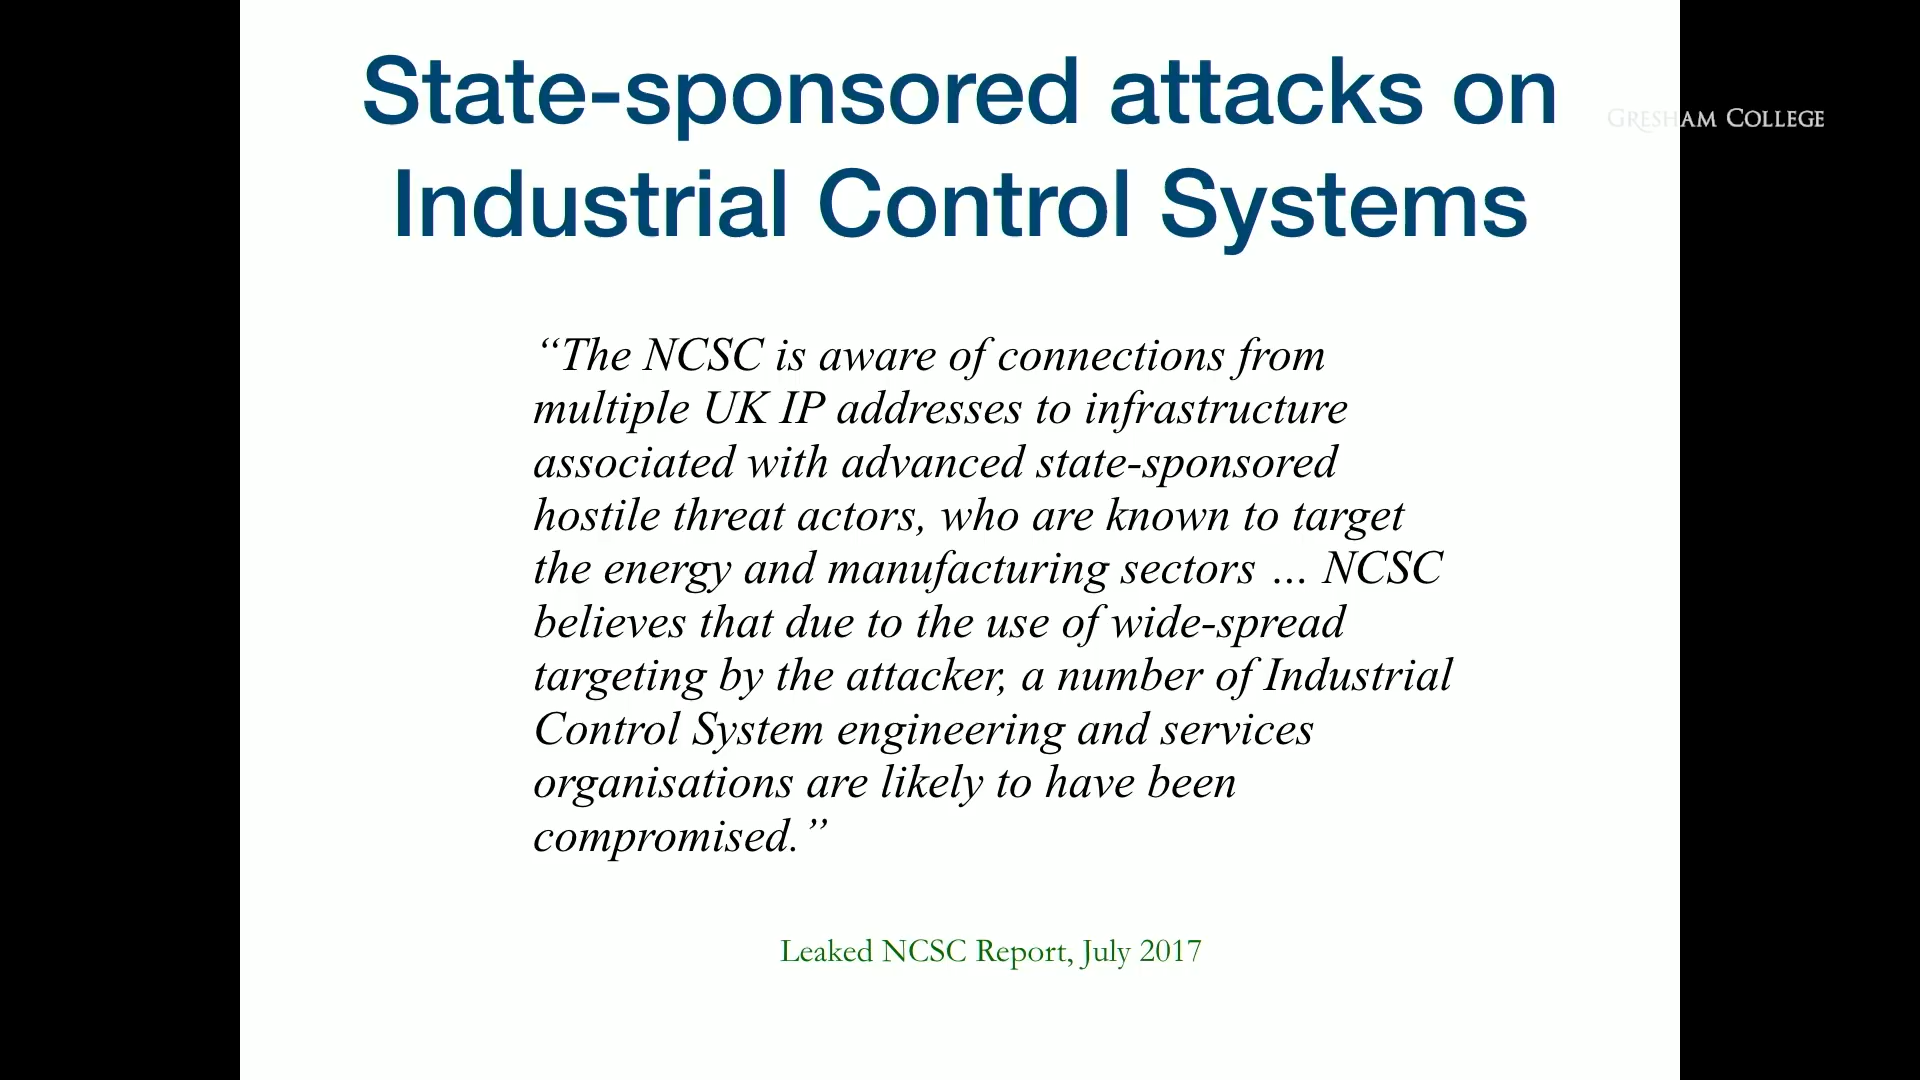 State-sponsored attacks on
Industrial Control Systems
GRESHAM COLLEGE
“The NCSC is aware of connections from
multiple UK IP addresses to infrastructure
associated with advanced state-sponsored
hostile threat actors, who are known to target
the energy and manufacturing sectors … NCSC
believes that due to the use of wide-spread
targeting by the attacker, a number of Industrial
Control System engineering and services
organisations are likely to have been
compromised.”
Leaked NCSC Report, July 2017